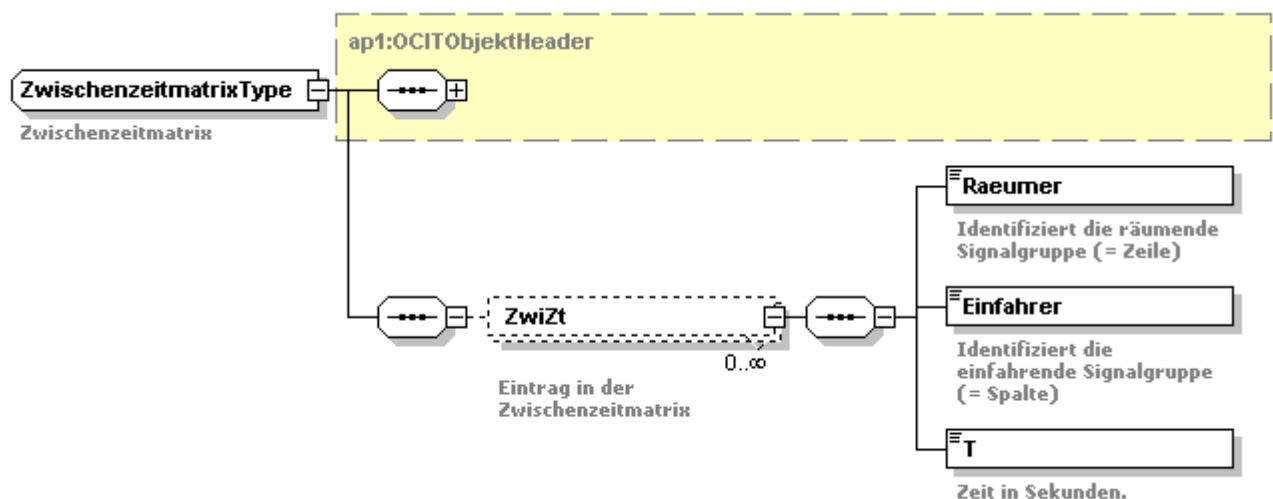 ap1:OCITObjektHeader
ZwischenzeitmatrixType
Zwischenzeitmatrix
Raeumer
Identifiziert die räumende
Signalgruppe (= Zeile)
ZwiZt
0..∞
Eintrag in der
Zwischenzeitmatrix
Einfahrer
Identifiziert die
einfahrende Signalgruppe
(= Spalte)
T
Zeit in Sekunden.